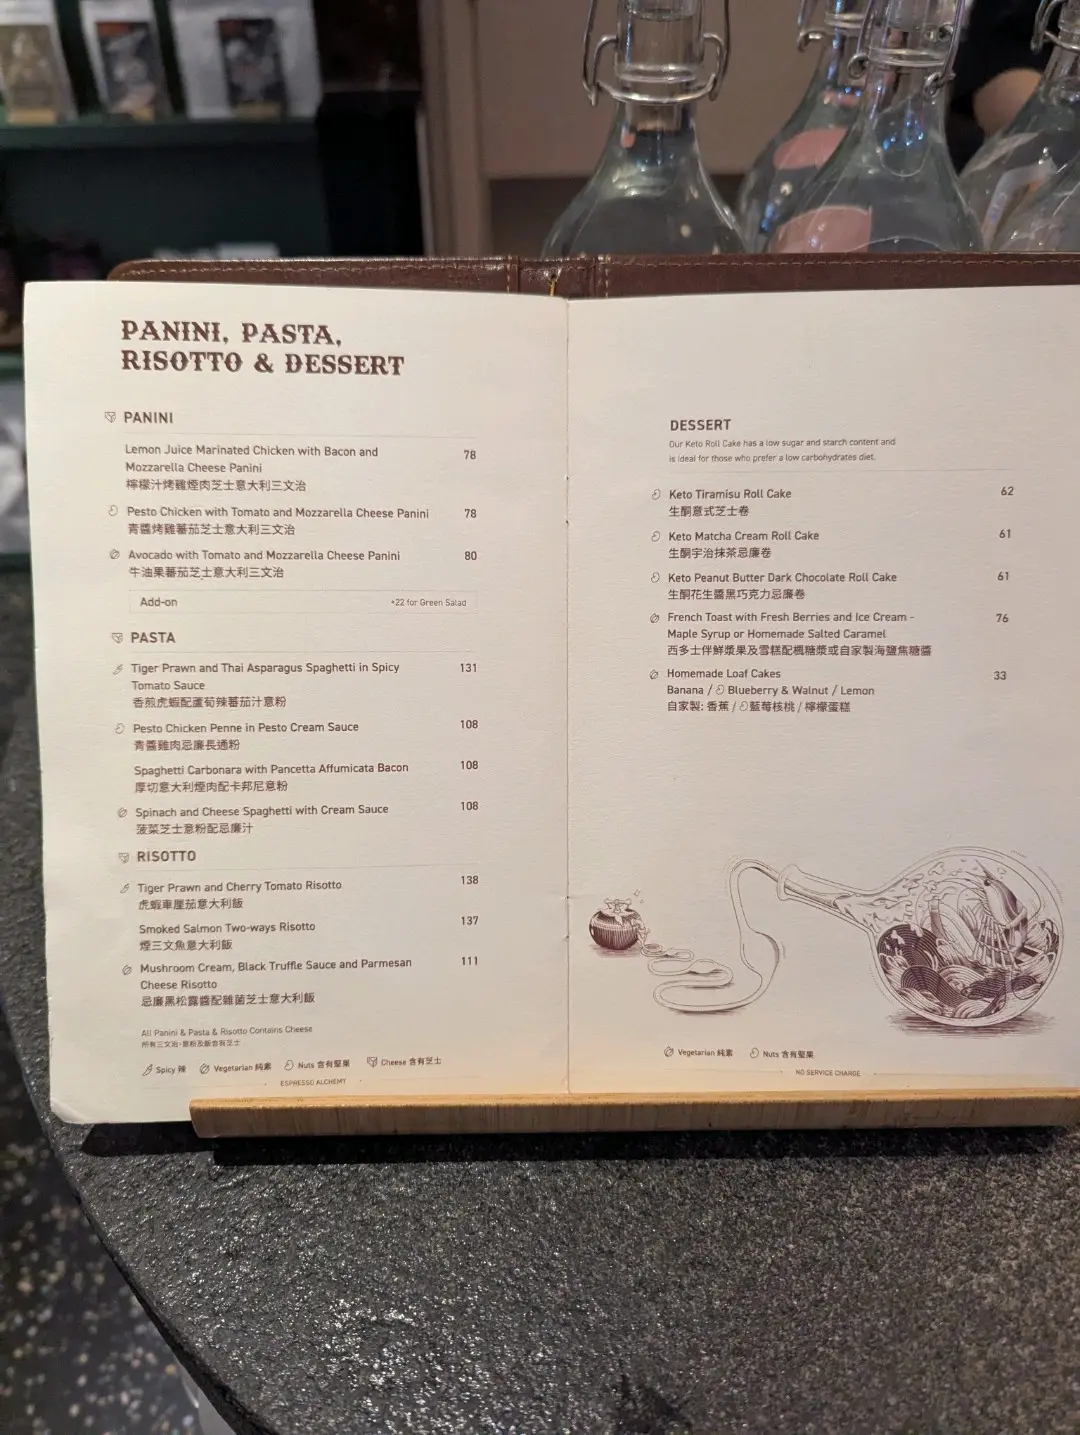 PANINI, PASTA,
RISOTTO & DESSERT
PANINI
Lemon Juice Marinated Chicken with Bacon and 78
Mozzarella Cheese Panini
檸檬汁烤雞煙肉芝士意大利三文治
Pesto Chicken with Tomato and Mozzarella Cheese Panini 78
青醬烤雞蕃茄芝士意大利三文治
Avocado with Tomato and Mozzarella Cheese Panini 80
牛油果蕃茄芝士意大利三文治
Add-on +22 for Green Salad
PASTA
Tiger Prawn and Thai Asparagus Spaghetti in Spicy 131
Tomato Sauce
香煎虎蝦配蘆荀辣蕃茄汁意粉
Pesto Chicken Penne in Pesto Cream Sauce 108
青醬雞肉忌廉長通粉
Spaghetti Carbonara with Pancetta Affumicata Bacon 108
厚切意大利煙肉配卡邦尼意粉
Spinach and Cheese Spaghetti with Cream Sauce 108
菠菜芝士意粉配忌廉汁
RISOTTO
Tiger Prawn and Cherry Tomato Risotto 138
虎蝦車厘茄意大利飯
Smoked Salmon Two-ways Risotto 137
煙三文魚意大利飯
Mushroom Cream, Black Truffle Sauce and Parmesan 111
Cheese Risotto
忌廉黑松露醬配雜菌芝士意大利飯
All Panini & Pasta & Risotto Contains Cheese
所有三文治·意粉及飯含有芝士
Spicy 辣 Vegetarian 純素 Nuts 含有堅果 Cheese 含有芝士
ESPRESSO ALCHEMY
DESSERT
Our Keto Roll Cake has a low sugar and starch content and
is ideal for those who prefer a low carbohydrates diet.
Keto Tiramisu Roll Cake 62
生酮意式芝士卷
Keto Matcha Cream Roll Cake 61
生酮宇治抹茶忌廉卷
Keto Peanut Butter Dark Chocolate Roll Cake 61
生酮花生醬黑巧克力忌廉卷
French Toast with Fresh Berries and Ice Cream - 76
Maple Syrup or Homemade Salted Caramel
西多士伴鮮漿果及雪糕配楓糖漿或自家製海鹽焦糖醬
Homemade Loaf Cakes 33
Banana / Blueberry & Walnut / Lemon
自家製: 香蕉 / 藍莓核桃 / 檸檬蛋糕
Vegetarian 純素 Nuts 含有堅果
NO SERVICE CHARGE